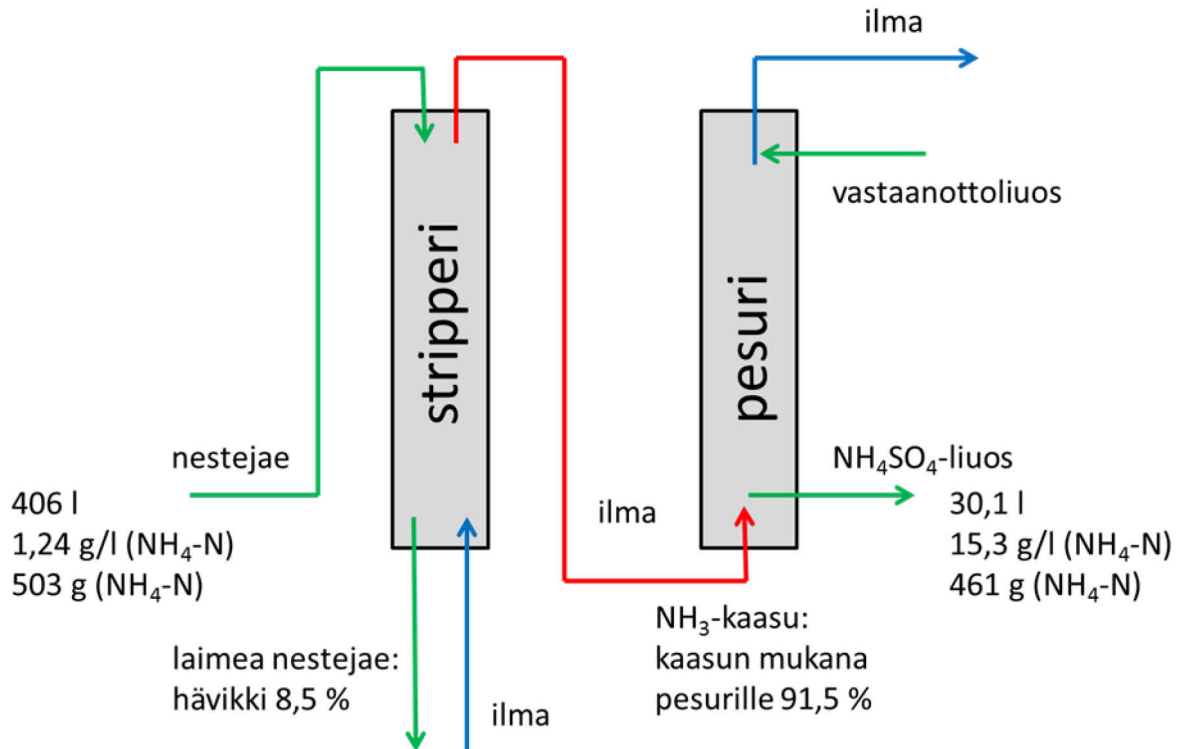 ilma
vastaanottoliuos
stripperi
pesuri
nestejae
406 l
1,24 g/l (NH₄-N)
503 g (NH₄-N)
ilma
NH₄SO₄-liuos
30,1 l
15,3 g/l (NH₄-N)
461 g (NH₄-N)
laimea nestejae:
hävikki 8,5 %
ilma
NH₃-kaasu:
kaasun mukana
pesurille 91,5 %